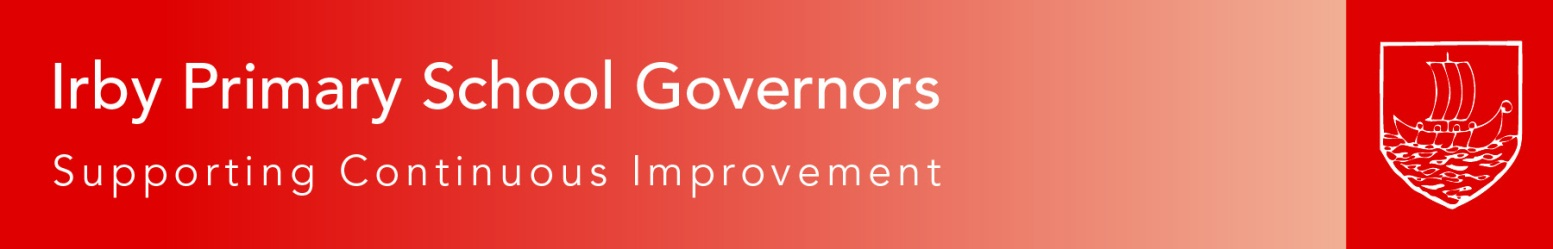 Irby Primary School Governors
Supporting Continuous Improvement